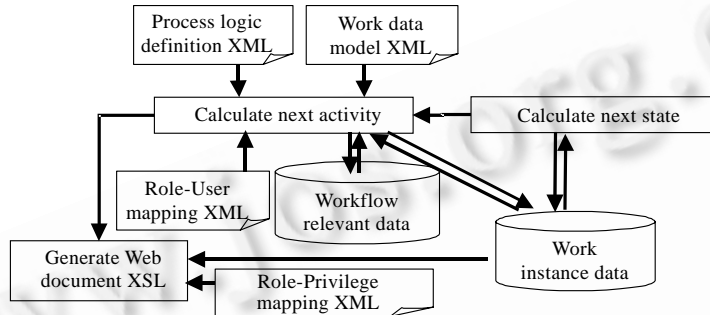 Process logic
definition XML
Work data
model XML
Calculate next activity
Calculate next state
Role-User
mapping XML
Workflow
relevant data
Generate Web
document XSL
Work
instance data
Role-Privilege
mapping XML